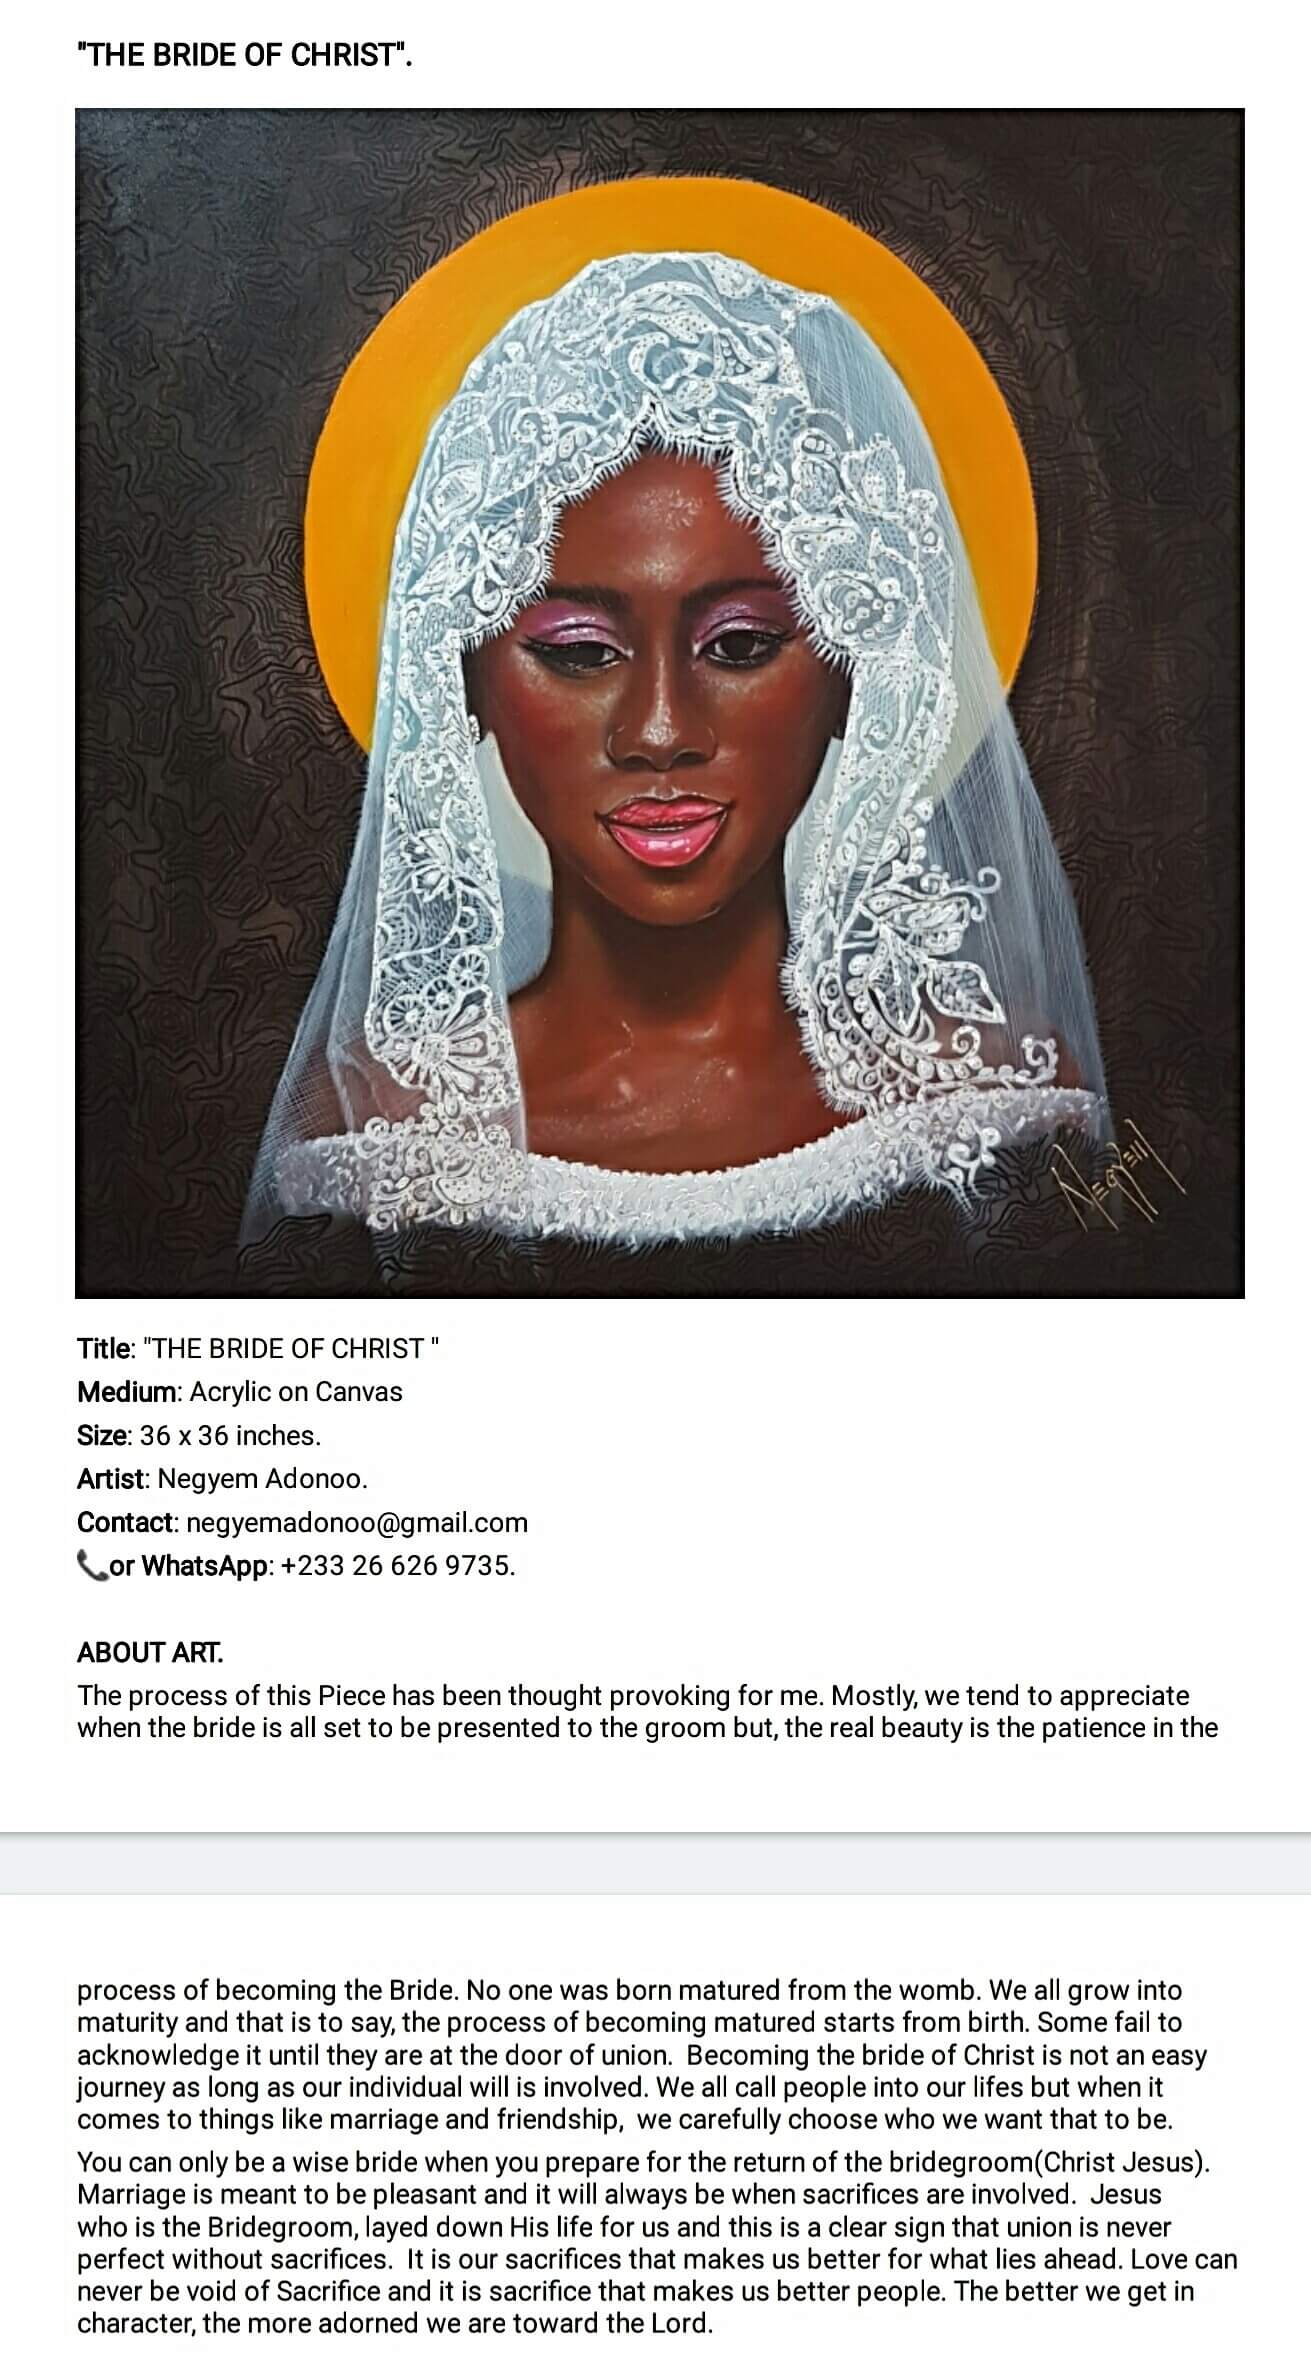 "THE BRIDE OF CHRIST".
NEGYEM
Title: "THE BRIDE OF CHRIST "
Medium: Acrylic on Canvas
Size: 36 x 36 inches.
Artist: Negyem Adonoo.
Contact: negyemadonoo@gmail.com
📞or WhatsApp: +233 26 626 9735.
ABOUT ART.
The process of this Piece has been thought provoking for me. Mostly, we tend to appreciate
when the bride is all set to be presented to the groom but, the real beauty is the patience in the
process of becoming the Bride. No one was born matured from the womb. We all grow into
maturity and that is to say, the process of becoming matured starts from birth. Some fail to
acknowledge it until they are at the door of union.  Becoming the bride of Christ is not an easy
journey as long as our individual will is involved. We all call people into our lifes but when it
comes to things like marriage and friendship,  we carefully choose who we want that to be.
You can only be a wise bride when you prepare for the return of the bridegroom(Christ Jesus).
Marriage is meant to be pleasant and it will always be when sacrifices are involved.  Jesus
who is the Bridegroom, layed down His life for us and this is a clear sign that union is never
perfect without sacrifices.  It is our sacrifices that makes us better for what lies ahead. Love can
never be void of Sacrifice and it is sacrifice that makes us better people. The better we get in
character, the more adorned we are toward the Lord.